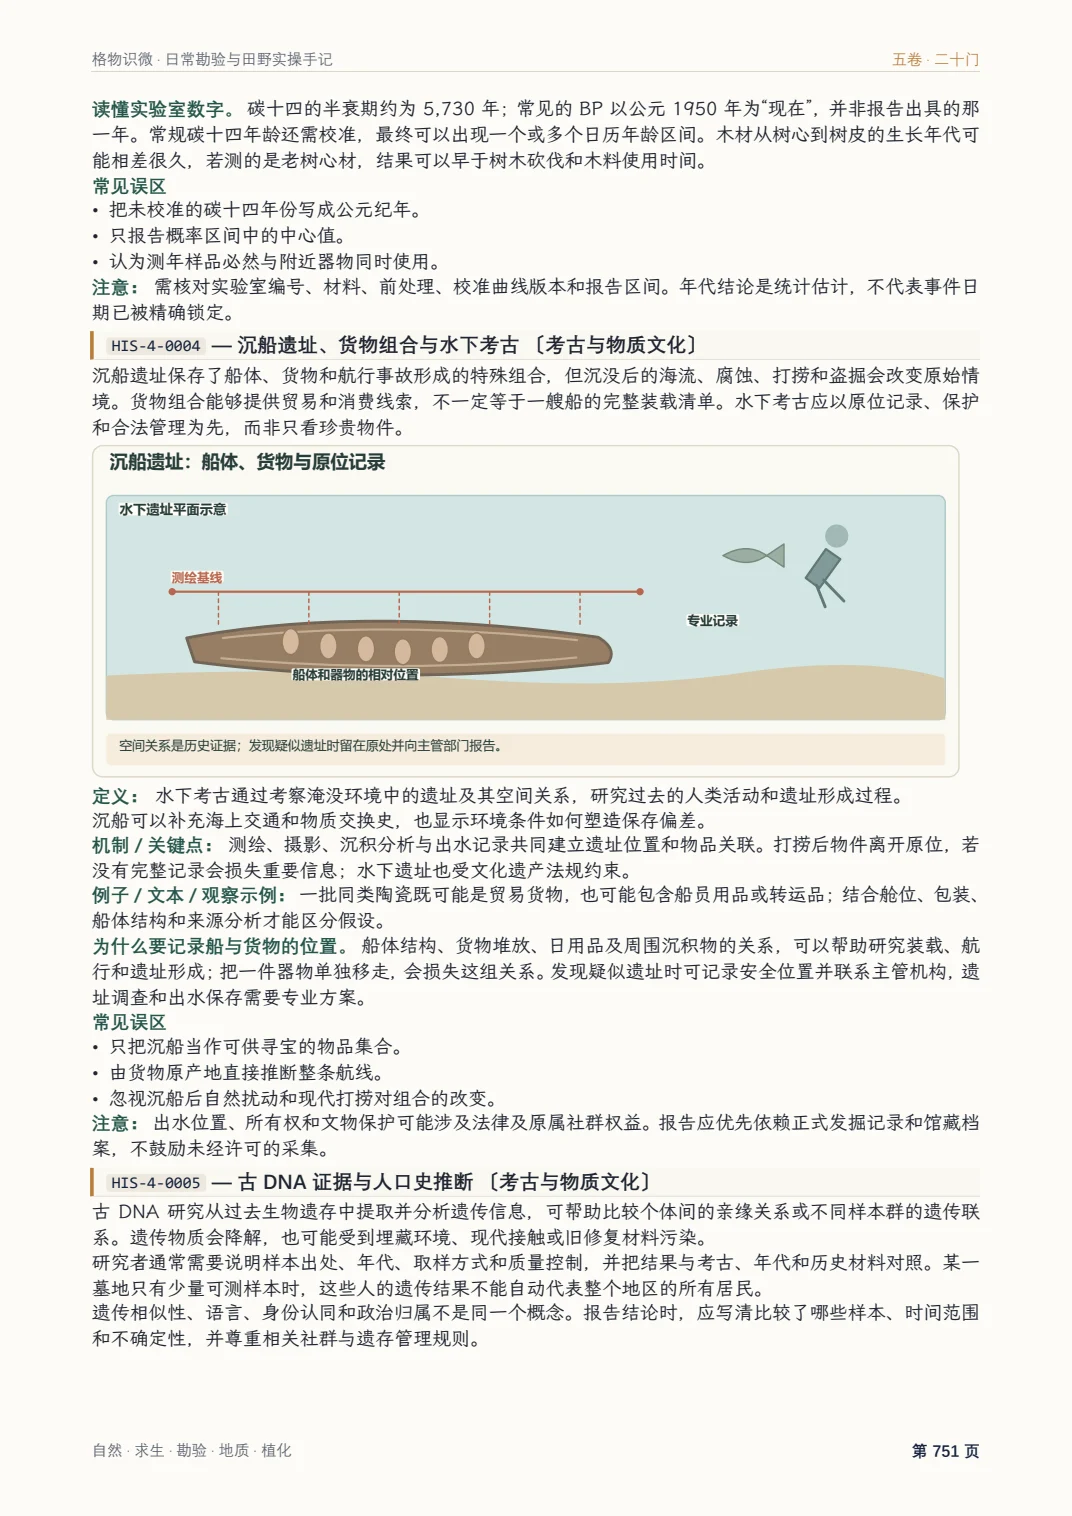 格物识微 · 日常勘验与田野实操手记
五卷 · 二十门
读懂实验室数字。 碳十四的半衰期约为 5,730 年；常见的 BP 以公元 1950 年为“现在”，并非报告出具的那
一年。常规碳十四年龄还需校准，最终可以出现一个或多个日历年龄区间。木材从树心到树皮的生长年代可
能相差很久，若测的是老树心材，结果可以早于树木砍伐和木料使用时间。
常见误区
• 把未校准的碳十四年份写成公元纪年。
• 只报告概率区间中的中心值。
• 认为测年样品必然与附近器物同时使用。
注意： 需核对实验室编号、材料、前处理、校准曲线版本和报告区间。年代结论是统计估计，不代表事件日
期已被精确锁定。
HIS-4-0004 — 沉船遗址、货物组合与水下考古 〔考古与物质文化〕
沉船遗址保存了船体、货物和航行事故形成的特殊组合，但沉没后的海流、腐蚀、打捞和盗掘会改变原始情
境。货物组合能够提供贸易和消费线索，不一定等于一艘船的完整装载清单。水下考古应以原位记录、保护
和合法管理为先，而非只看珍贵物件。
沉船遗址：船体、货物与原位记录
水下遗址平面示意
测绘基线
专业记录
船体和器物的相对位置
空间关系是历史证据；发现疑似遗址时留在原处并向主管部门报告。
定义： 水下考古通过考察淹没环境中的遗址及其空间关系，研究过去的人类活动和遗址形成过程。
沉船可以补充海上交通和物质交换史，也显示环境条件如何塑造保存偏差。
机制 / 关键点： 测绘、摄影、沉积分析与出水记录共同建立遗址位置和物品关联。打捞后物件离开原位，若
没有完整记录会损失重要信息；水下遗址也受文化遗产法规约束。
例子 / 文本 / 观察示例： 一批同类陶瓷既可能是贸易货物，也可能包含船员用品或转运品；结合舱位、包装、
船体结构和来源分析才能区分假设。
为什么要记录船与货物的位置。 船体结构、货物堆放、日用品及周围沉积物的关系，可以帮助研究装载、航
行和遗址形成；把一件器物单独移走，会损失这组关系。发现疑似遗址时可记录安全位置并联系主管机构，遗
址调查和出水保存需要专业方案。
常见误区
• 只把沉船当作可供寻宝的物品集合。
• 由货物原产地直接推断整条航线。
• 忽视沉船后自然扰动和现代打捞对组合的改变。
注意： 出水位置、所有权和文物保护可能涉及法律及原属社群权益。报告应优先依赖正式发掘记录和馆藏档
案，不鼓励未经许可的采集。
HIS-4-0005 — 古 DNA 证据与人口史推断 〔考古与物质文化〕
古 DNA 研究从过去生物遗存中提取并分析遗传信息，可帮助比较个体间的亲缘关系或不同样本群的遗传联
系。遗传物质会降解，也可能受到埋藏环境、现代接触或旧修复材料污染。
研究者通常需要说明样本出处、年代、取样方式和质量控制，并把结果与考古、年代和历史材料对照。某一
墓地只有少量可测样本时，这些人的遗传结果不能自动代表整个地区的所有居民。
遗传相似性、语言、身份认同和政治归属不是同一个概念。报告结论时，应写清比较了哪些样本、时间范围
和不确定性，并尊重相关社群与遗存管理规则。
自然 · 求生 · 勘验 · 地质 · 植化
第 751 页